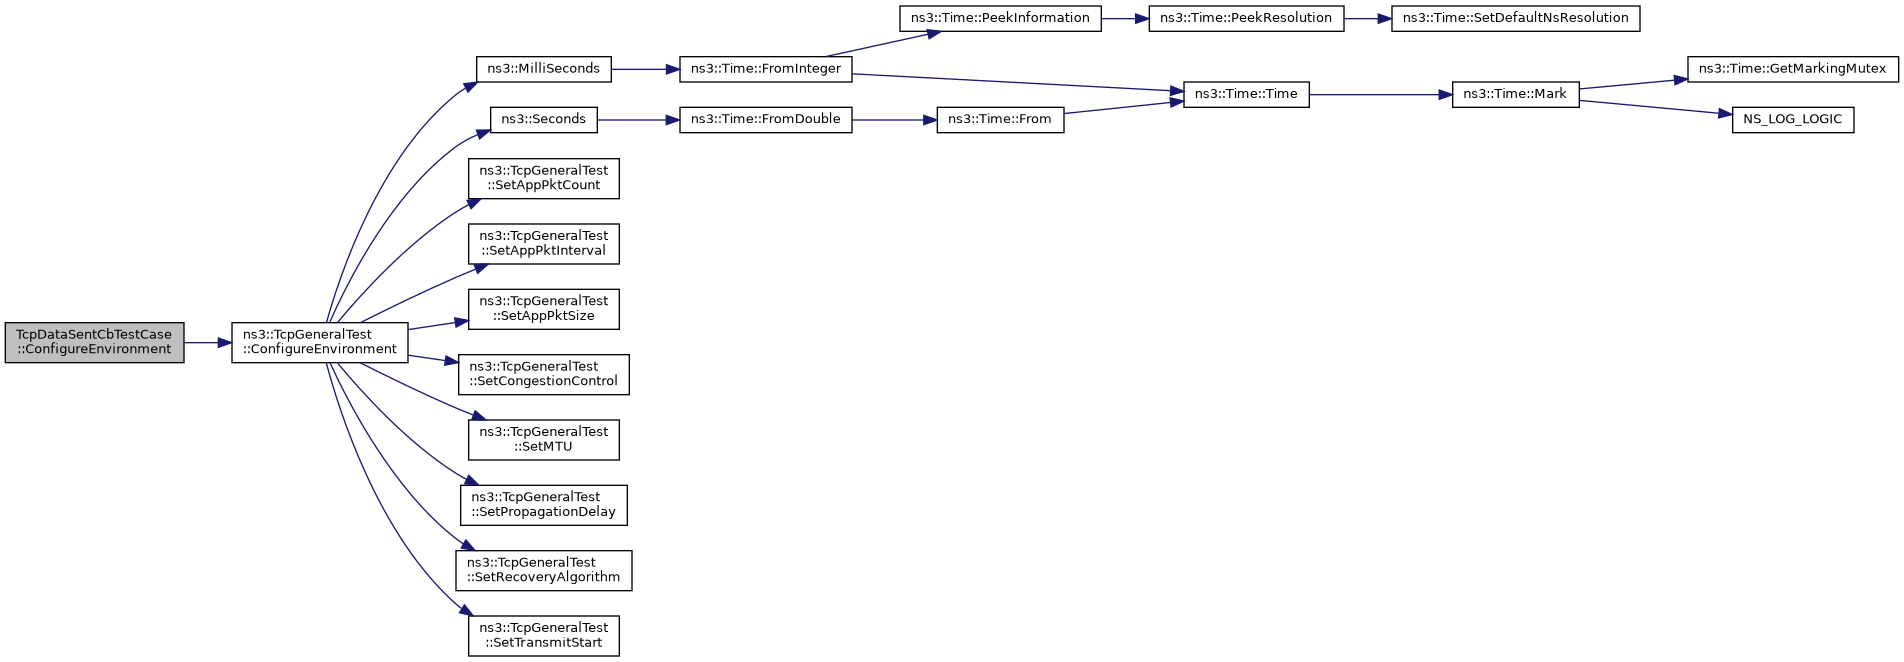 ns3::Time::PeekInformation
ns3::Time::PeekResolution
ns3::Time::SetDefaultNsResolution
ns3::MilliSeconds
ns3::Time::FromInteger
ns3::Time::GetMarkingMutex
ns3::Time::Time
ns3::Time::Mark
ns3::Seconds
ns3::Time::FromDouble
ns3::Time::From
NS_LOG_LOGIC
ns3::TcpGeneralTest
::SetAppPktCount
ns3::TcpGeneralTest
::SetAppPktInterval
ns3::TcpGeneralTest
::SetAppPktSize
TcpDataSentCbTestCase
::ConfigureEnvironment
ns3::TcpGeneralTest
::ConfigureEnvironment
ns3::TcpGeneralTest
::SetCongestionControl
ns3::TcpGeneralTest
::SetMTU
ns3::TcpGeneralTest
::SetPropagationDelay
ns3::TcpGeneralTest
::SetRecoveryAlgorithm
ns3::TcpGeneralTest
::SetTransmitStart